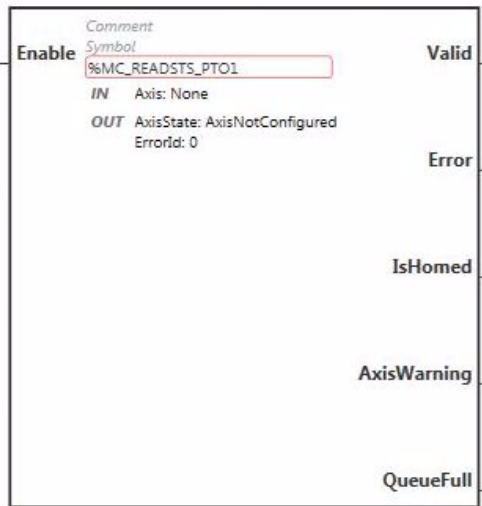 Comment
Enable Symbol Valid
%MC_READSTS_PTO1
IN Axis: None
OUT AxisState: AxisNotConfigured
ErrorId: 0
Error
IsHomed
AxisWarning
QueueFull